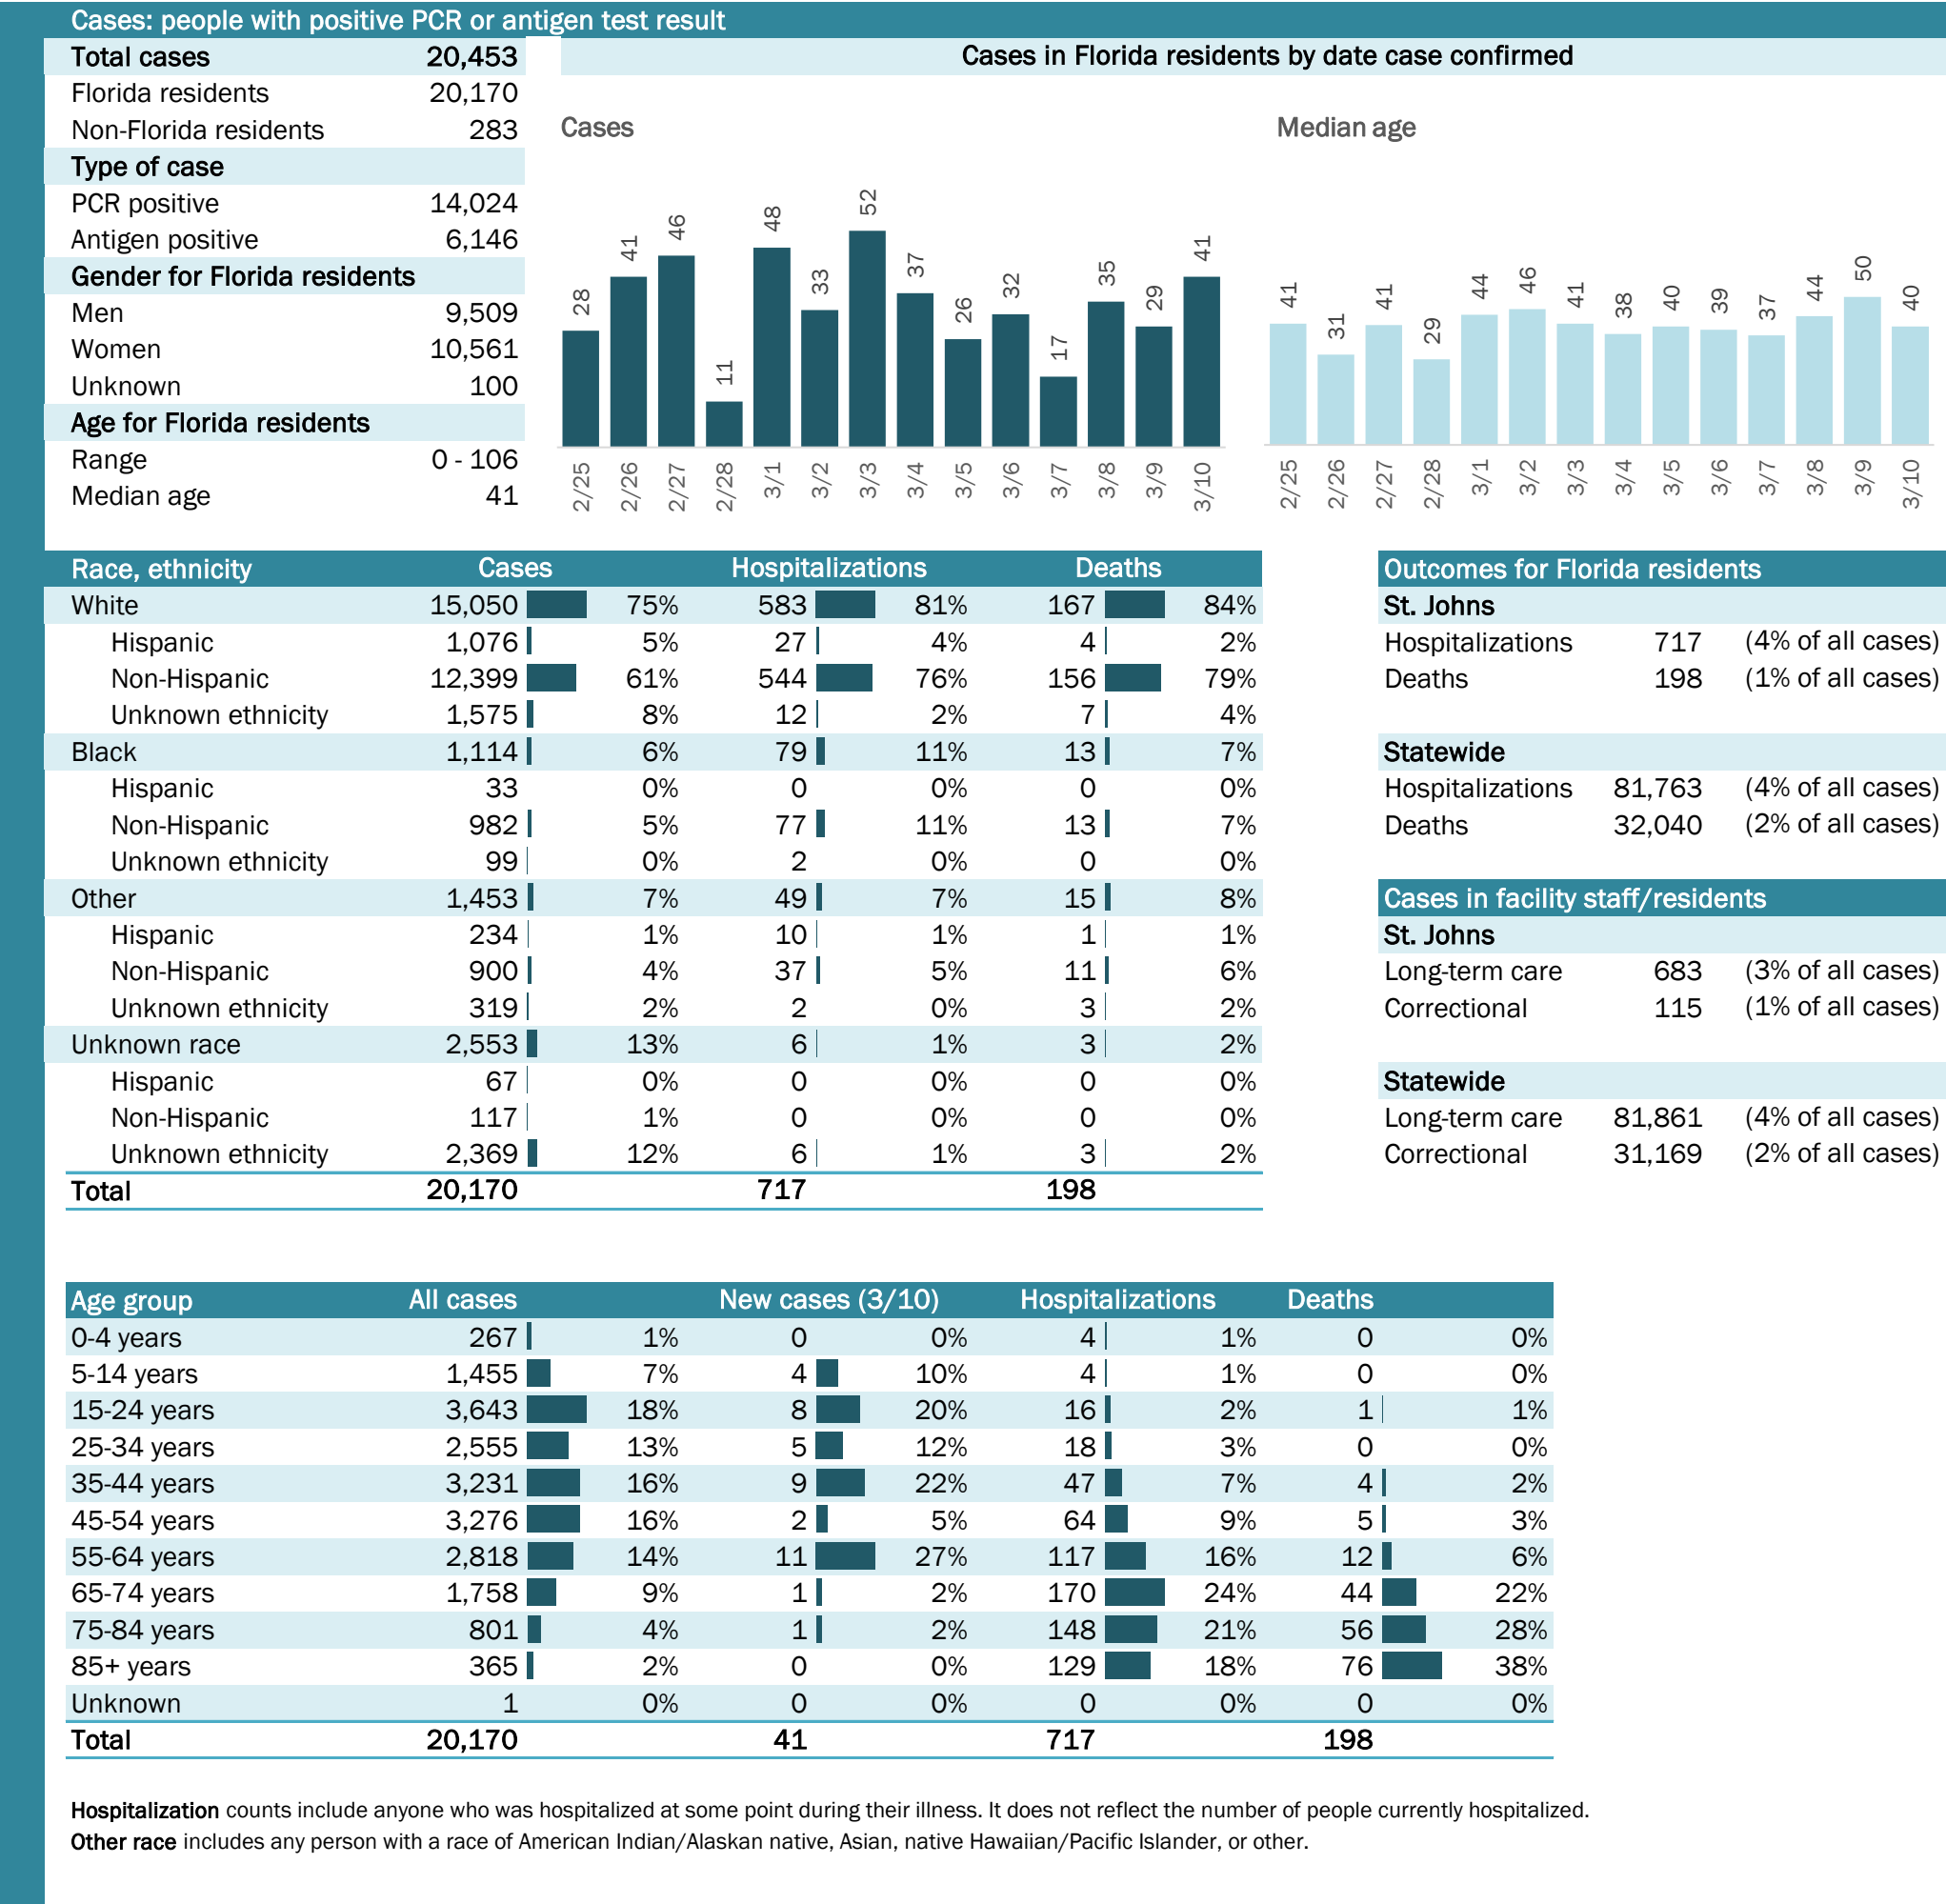 Cases: people with positive PCR or antigen test result
Total cases 20,453
Florida residents 20,170
Non-Florida residents 283
Type of case
PCR positive 14,024
Antigen positive 6,146
Gender for Florida residents
Men 9,509
Women 10,561
Unknown 100
Age for Florida residents
Range 0 - 106
Median age 41
Cases in Florida residents by date case confirmed
Cases
28 41 46 11 48 33 52 37 26 32 17 35 29 41
2/25 2/26 2/27 2/28 3/1 3/2 3/3 3/4 3/5 3/6 3/7 3/8 3/9 3/10
Median age
41 31 41 29 44 46 41 38 40 39 37 44 50 40
2/25 2/26 2/27 2/28 3/1 3/2 3/3 3/4 3/5 3/6 3/7 3/8 3/9 3/10
Race, ethnicity Cases Hospitalizations Deaths
White 15,050 75% 583 81% 167 84%
Hispanic 1,076 5% 27 4% 4 2%
Non-Hispanic 12,399 61% 544 76% 156 79%
Unknown ethnicity 1,575 8% 12 2% 7 4%
Black 1,114 6% 79 11% 13 7%
Hispanic 33 0% 0 0% 0 0%
Non-Hispanic 982 5% 77 11% 13 7%
Unknown ethnicity 99 0% 2 0% 0 0%
Other 1,453 7% 49 7% 15 8%
Hispanic 234 1% 10 1% 1 1%
Non-Hispanic 900 4% 37 5% 11 6%
Unknown ethnicity 319 2% 2 0% 3 2%
Unknown race 2,553 13% 6 1% 3 2%
Hispanic 67 0% 0 0% 0 0%
Non-Hispanic 117 1% 0 0% 0 0%
Unknown ethnicity 2,369 12% 6 1% 3 2%
Total 20,170 717 198
Outcomes for Florida residents
St. Johns
Hospitalizations 717 (4% of all cases)
Deaths 198 (1% of all cases)
Statewide
Hospitalizations 81,763 (4% of all cases)
Deaths 32,040 (2% of all cases)
Cases in facility staff/residents
St. Johns
Long-term care 683 (3% of all cases)
Correctional 115 (1% of all cases)
Statewide
Long-term care 81,861 (4% of all cases)
Correctional 31,169 (2% of all cases)
Age group All cases New cases (3/10) Hospitalizations Deaths
0-4 years 267 1% 0 0% 4 1% 0 0%
5-14 years 1,455 7% 4 10% 4 1% 0 0%
15-24 years 3,643 18% 8 20% 16 2% 1 1%
25-34 years 2,555 13% 5 12% 18 3% 0 0%
35-44 years 3,231 16% 9 22% 47 7% 4 2%
45-54 years 3,276 16% 2 5% 64 9% 5 3%
55-64 years 2,818 14% 11 27% 117 16% 12 6%
65-74 years 1,758 9% 1 2% 170 24% 44 22%
75-84 years 801 4% 1 2% 148 21% 56 28%
85+ years 365 2% 0 0% 129 18% 76 38%
Unknown 1 0% 0 0% 0 0% 0 0%
Total 20,170 41 717 198
Hospitalization counts include anyone who was hospitalized at some point during their illness. It does not reflect the number of people currently hospitalized.
Other race includes any person with a race of American Indian/Alaskan native, Asian, native Hawaiian/Pacific Islander, or other.